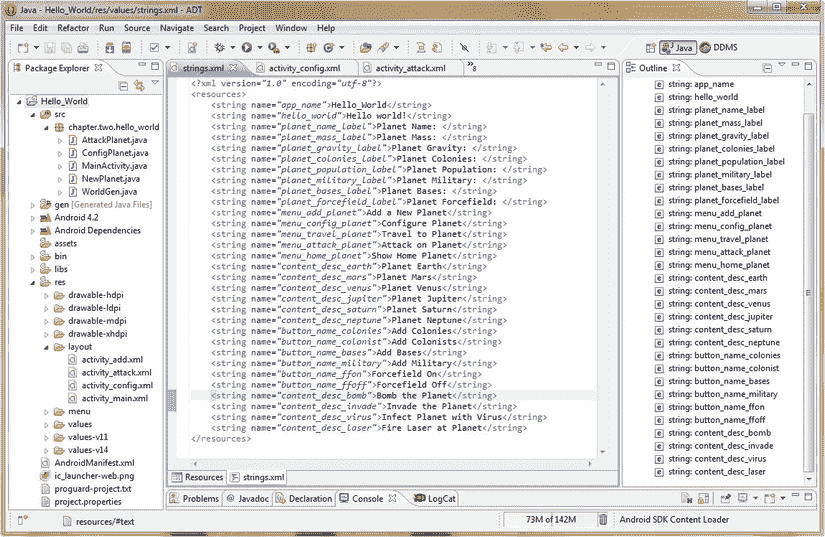 Java - Hello_World/res/values/strings.xml - ADT
File Edit Refactor Run Source Navigate Search Project Window Help
Java DDMS
Package Explorer
Hello_World
src
chapter.two.hello_world
AttackPlanet.java
ConfigPlanet.java
MainActivity.java
NewPlanet.java
WorldGen.java
gen [Generated Java Files]
Android 4.2
Android Dependencies
assets
bin
libs
res
drawable-hdpi
drawable-ldpi
drawable-mdpi
drawable-xhdpi
layout
activity_add.xml
activity_attack.xml
activity_config.xml
activity_main.xml
menu
values
values-v11
values-v14
AndroidManifest.xml
ic_launcher-web.png
proguard-project.txt
project.properties
strings.xml activity_config.xml activity_attack.xml »8
<?xml version="1.0" encoding="utf-8"?>
<resources>
<string name="app_name">Hello_World</string>
<string name="hello_world">Hello world!</string>
<string name="planet_name_label">Planet Name: </string>
<string name="planet_mass_label">Planet Mass: </string>
<string name="planet_gravity_label">Planet Gravity: </string>
<string name="planet_colonies_label">Planet Colonies: </string>
<string name="planet_population_label">Planet Population: </string>
<string name="planet_military_label">Planet Military: </string>
<string name="planet_bases_label">Planet Bases: </string>
<string name="planet_forcefield_label">Planet Forcefield: </string>
<string name="menu_add_planet">Add a New Planet</string>
<string name="menu_config_planet">Configure Planet</string>
<string name="menu_travel_planet">Travel to Planet</string>
<string name="menu_attack_planet">Attack on Planet</string>
<string name="menu_home_planet">Show Home Planet</string>
<string name="content_desc_earth">Planet Earth</string>
<string name="content_desc_mars">Planet Mars</string>
<string name="content_desc_venus">Planet Venus</string>
<string name="content_desc_jupiter">Planet Jupiter</string>
<string name="content_desc_saturn">Planet Saturn</string>
<string name="content_desc_neptune">Planet Neptune</string>
<string name="button_name_colonies">Add Colonies</string>
<string name="button_name_colonist">Add Colonists</string>
<string name="button_name_bases">Add Bases</string>
<string name="button_name_military">Add Military</string>
<string name="button_name_ffon">Forcefield On</string>
<string name="button_name_ffoff">Forcefield Off</string>
<string name="content_desc_bomb">Bomb the Planet</string>
<string name="content_desc_invade">Invade the Planet</string>
<string name="content_desc_virus">Infect Planet with Virus</string>
<string name="content_desc_laser">Fire Laser at Planet</string>
</resources>
Resources strings.xml
Outline
string: app_name
string: hello_world
string: planet_name_label
string: planet_mass_label
string: planet_gravity_label
string: planet_colonies_label
string: planet_population_label
string: planet_military_label
string: planet_bases_label
string: planet_forcefield_label
string: menu_add_planet
string: menu_config_planet
string: menu_travel_planet
string: menu_attack_planet
string: menu_home_planet
string: content_desc_earth
string: content_desc_mars
string: content_desc_venus
string: content_desc_jupiter
string: content_desc_saturn
string: content_desc_neptune
string: button_name_colonies
string: button_name_colonist
string: button_name_bases
string: button_name_military
string: button_name_ffon
string: button_name_ffoff
string: content_desc_bomb
string: content_desc_invade
string: content_desc_virus
string: content_desc_laser
Problems Javadoc Declaration Console LogCat
resources/#text 73M of 142M Android SDK Content Loader